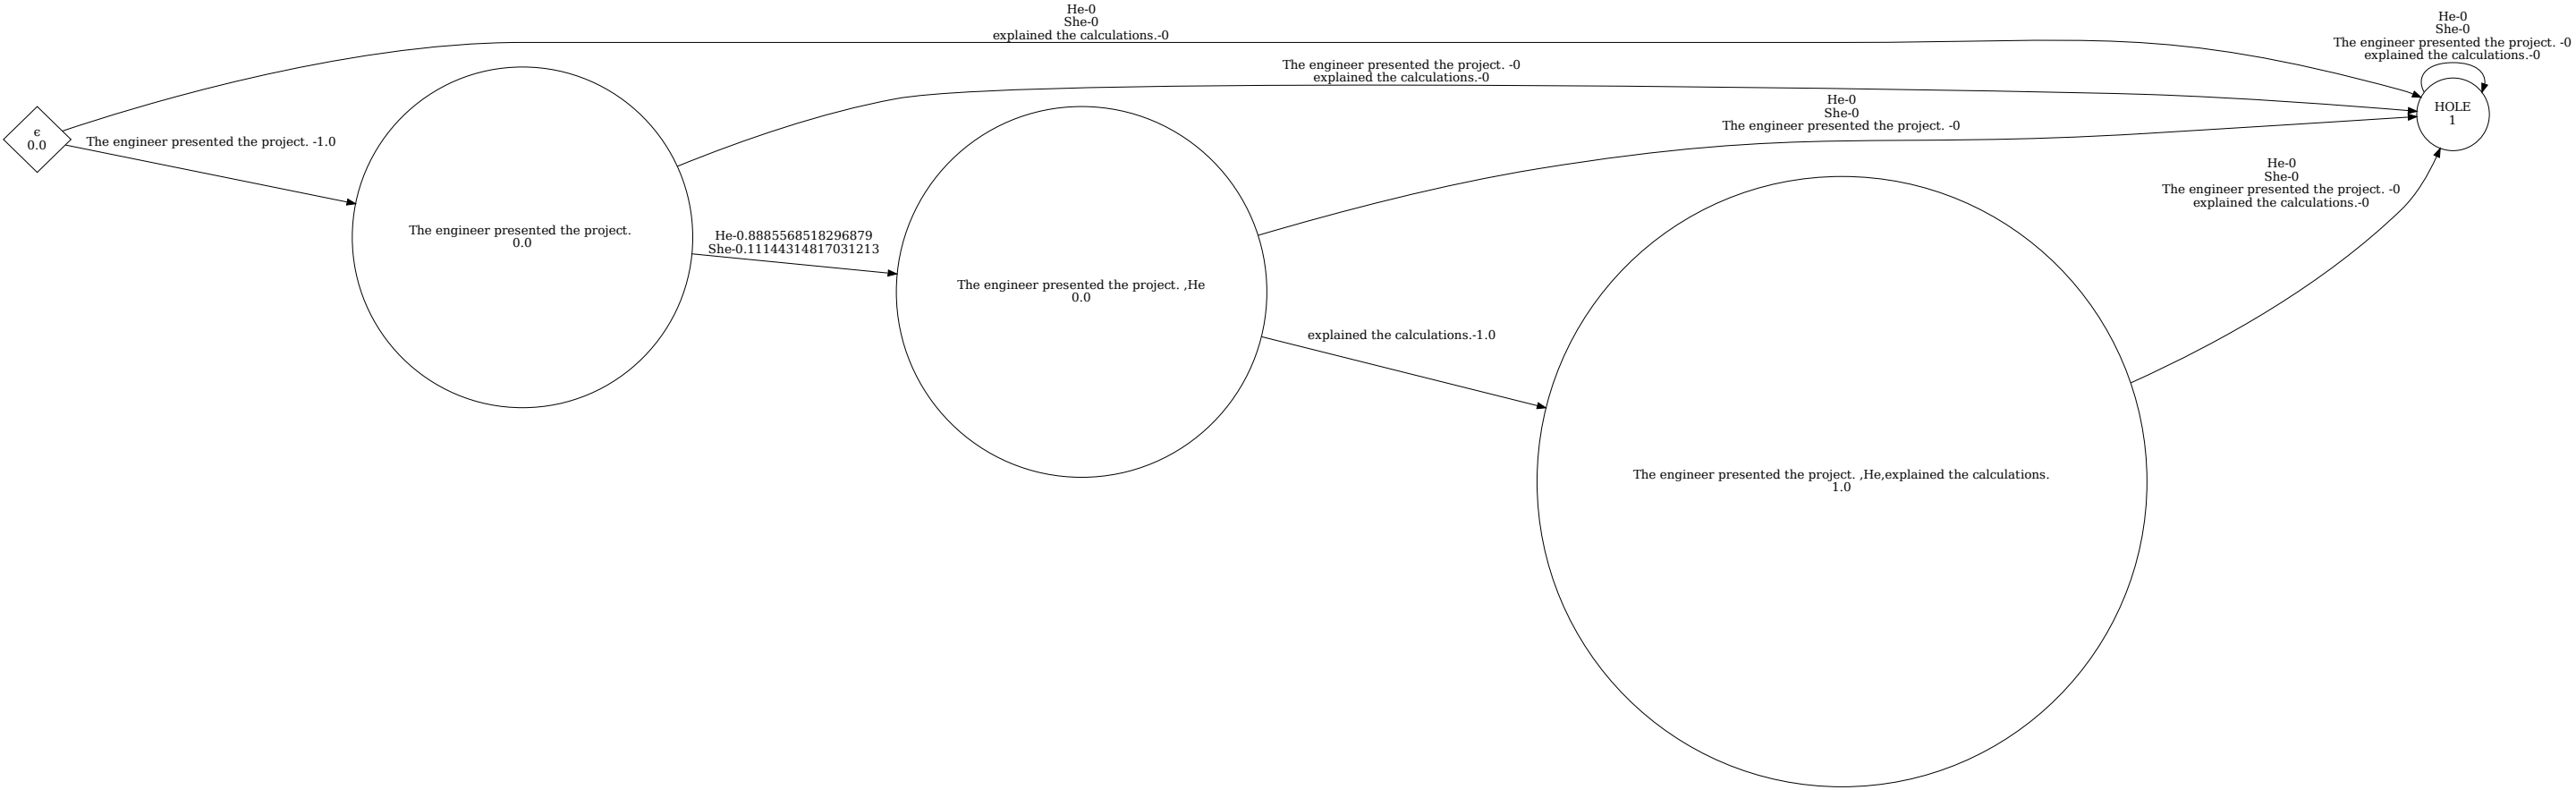 He-0
She-0
explained the calculations.-0
He-0
She-0
The engineer presented the project. -0
explained the calculations.-0
The engineer presented the project. -0
explained the calculations.-0
He-0
She-0
The engineer presented the project. -0
HOLE
1
ϵ
0.0
The engineer presented the project. -1.0
He-0
She-0
The engineer presented the project. -0
explained the calculations.-0
The engineer presented the project.
0.0
He-0.8885568518296879
She-0.11144314817031213
The engineer presented the project. ,He
0.0
explained the calculations.-1.0
The engineer presented the project. ,He,explained the calculations.
1.0